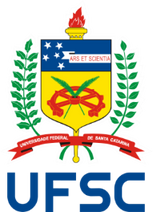 ARS ET SCIENTIA
UNIVERSIDADE FEDERAL DE SANTA CATARINA
UFSC